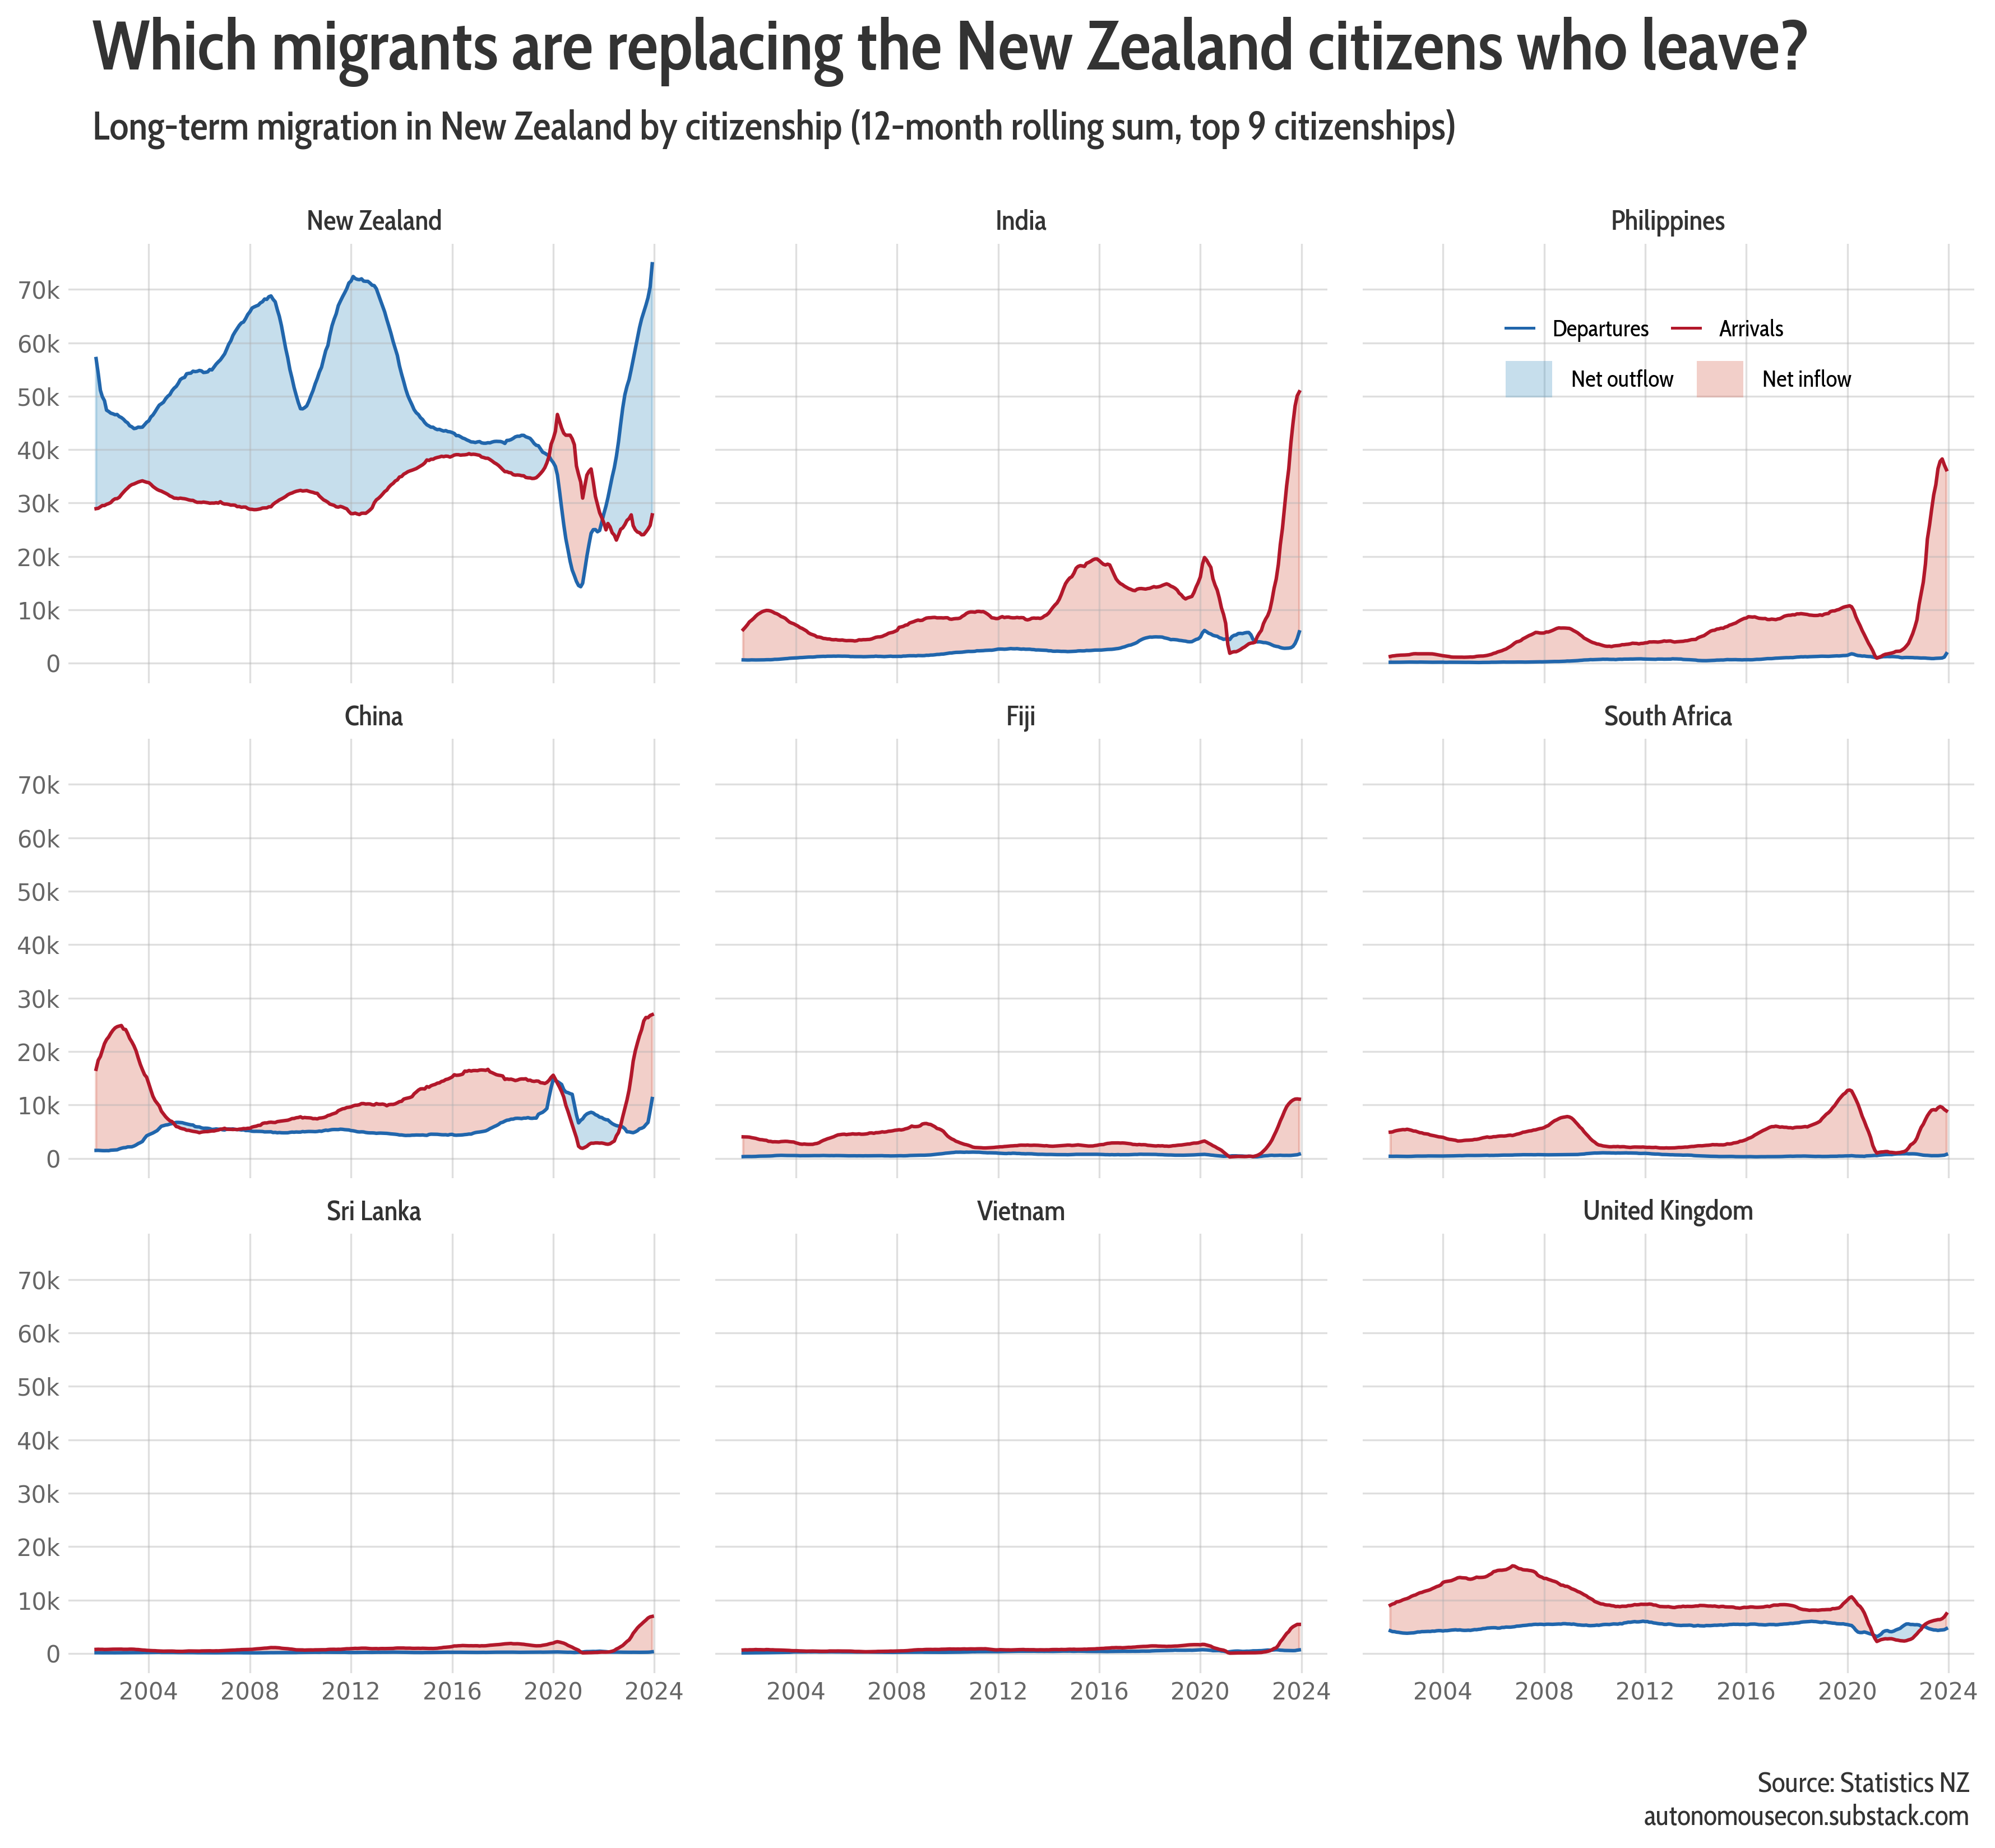 Which migrants are replacing the New Zealand citizens who leave?
Long-term migration in New Zealand by citizenship (12-month rolling sum, top 9 citizenships)
New Zealand
India
Philippines
70k
60k
50k
40k
30k
20k
10k
0
Departures
Arrivals
Net outflow
Net inflow
China
Fiji
South Africa
70k
60k
50k
40k
30k
20k
10k
0
Sri Lanka
Vietnam
United Kingdom
70k
60k
50k
40k
30k
20k
10k
0
2004 2008 2012 2016 2020 2024
2004 2008 2012 2016 2020 2024
2004 2008 2012 2016 2020 2024
Source: Statistics NZ
autonomousecon.substack.com